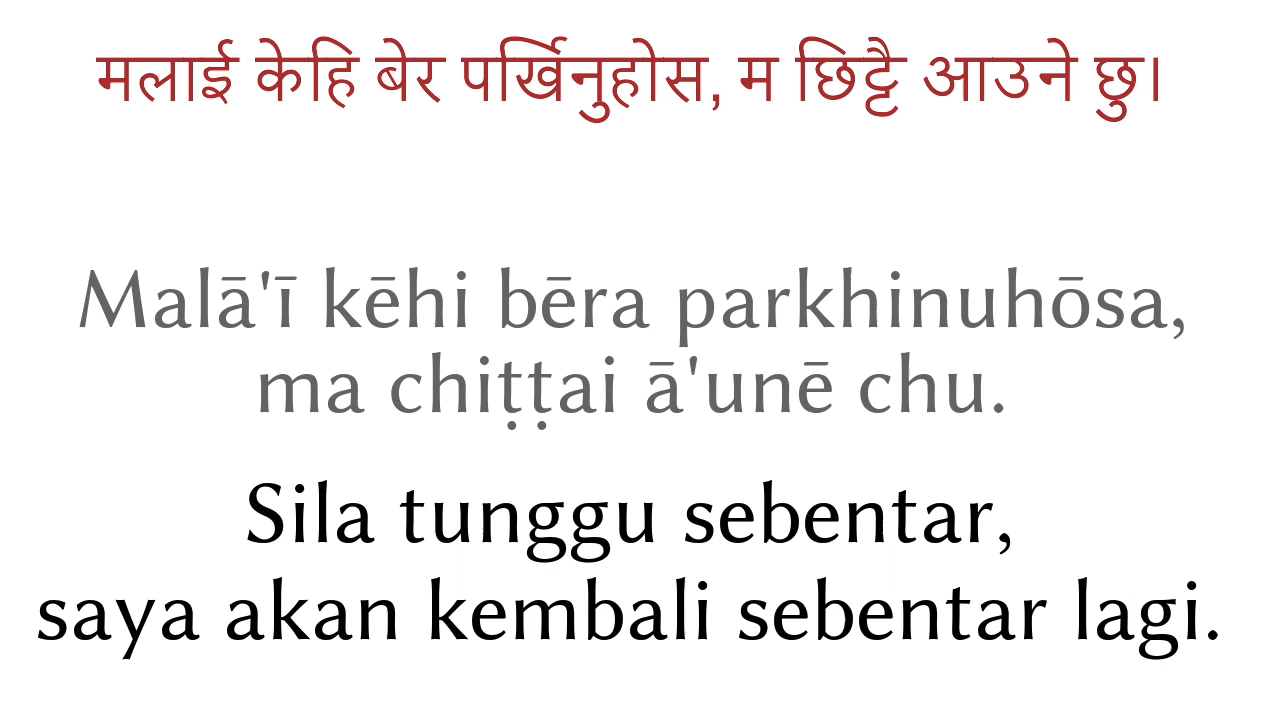 मलाई केहि बेर पर्खिनुहोस, म छिट्टै आउने छु।
Malā'ī kēhi bēra parkhinuhōsa,
ma chiṭṭai ā'unē chu.
Sila tunggu sebentar,
saya akan kembali sebentar lagi.